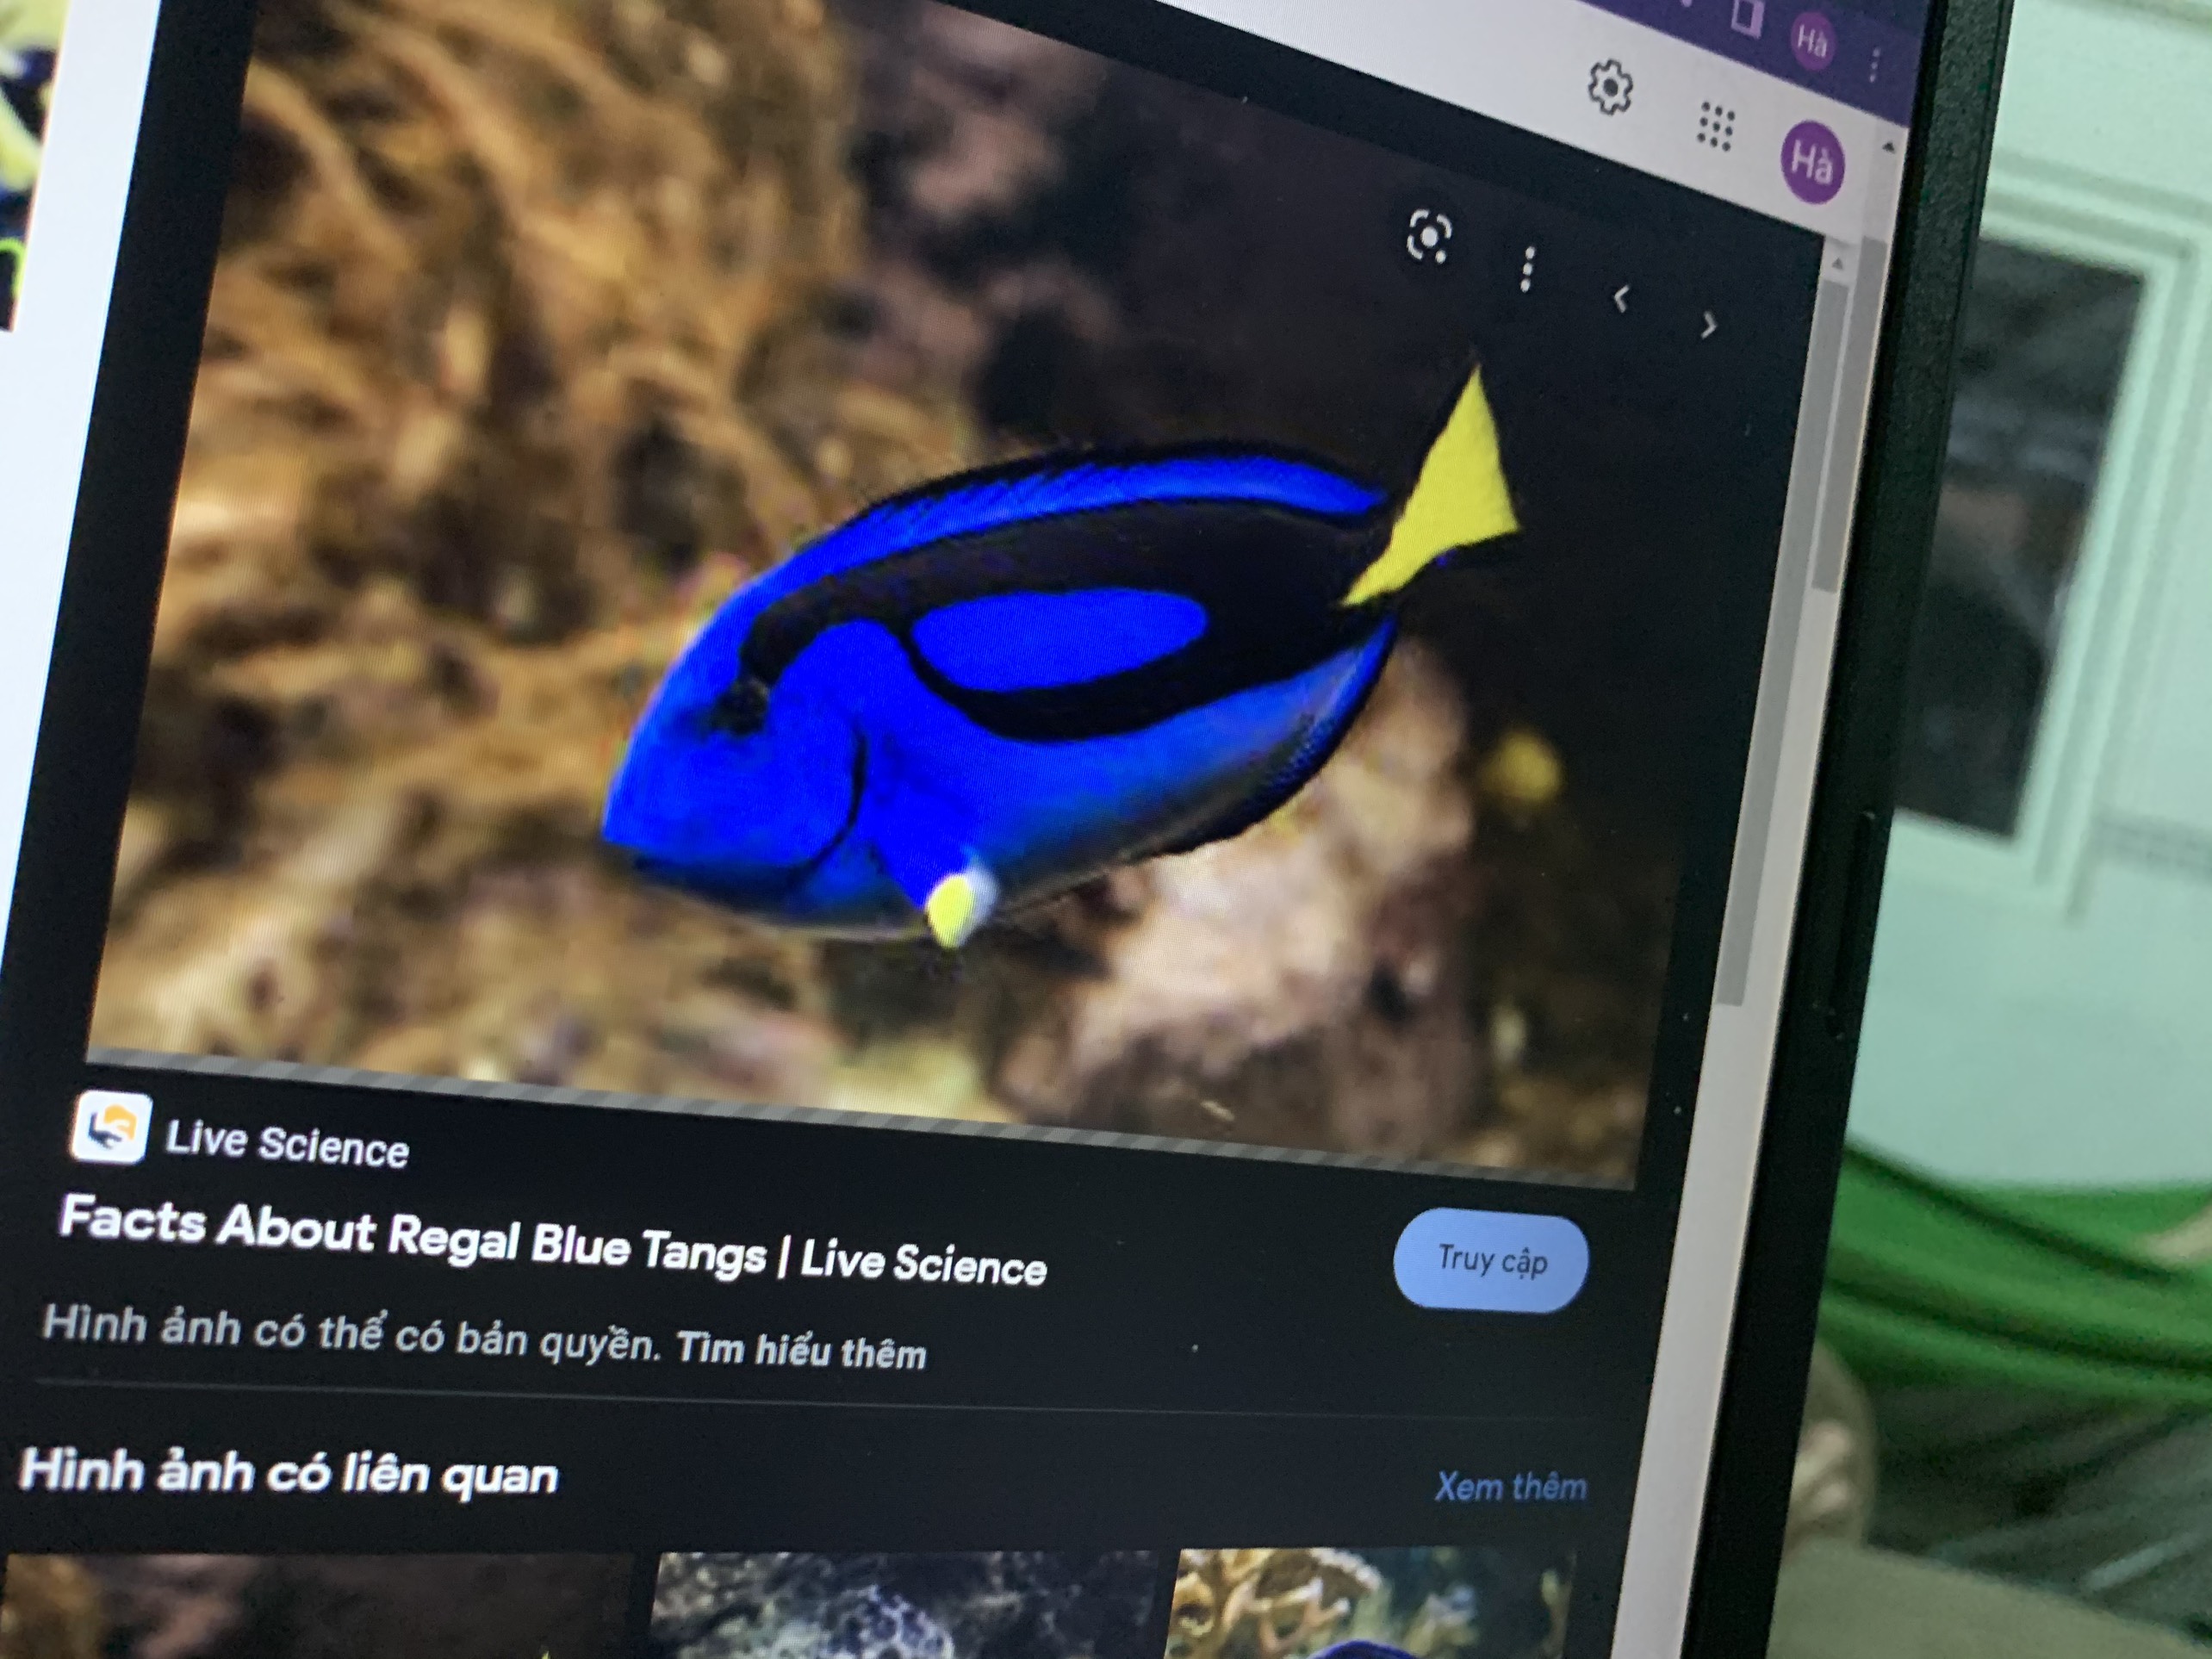 Hà
Hà
Live Science
Facts About Regal Blue Tangs | Live Science
Truy cập
Hình ảnh có thể có bản quyền. Tìm hiểu thêm
Hình ảnh có liên quan
Xem thêm